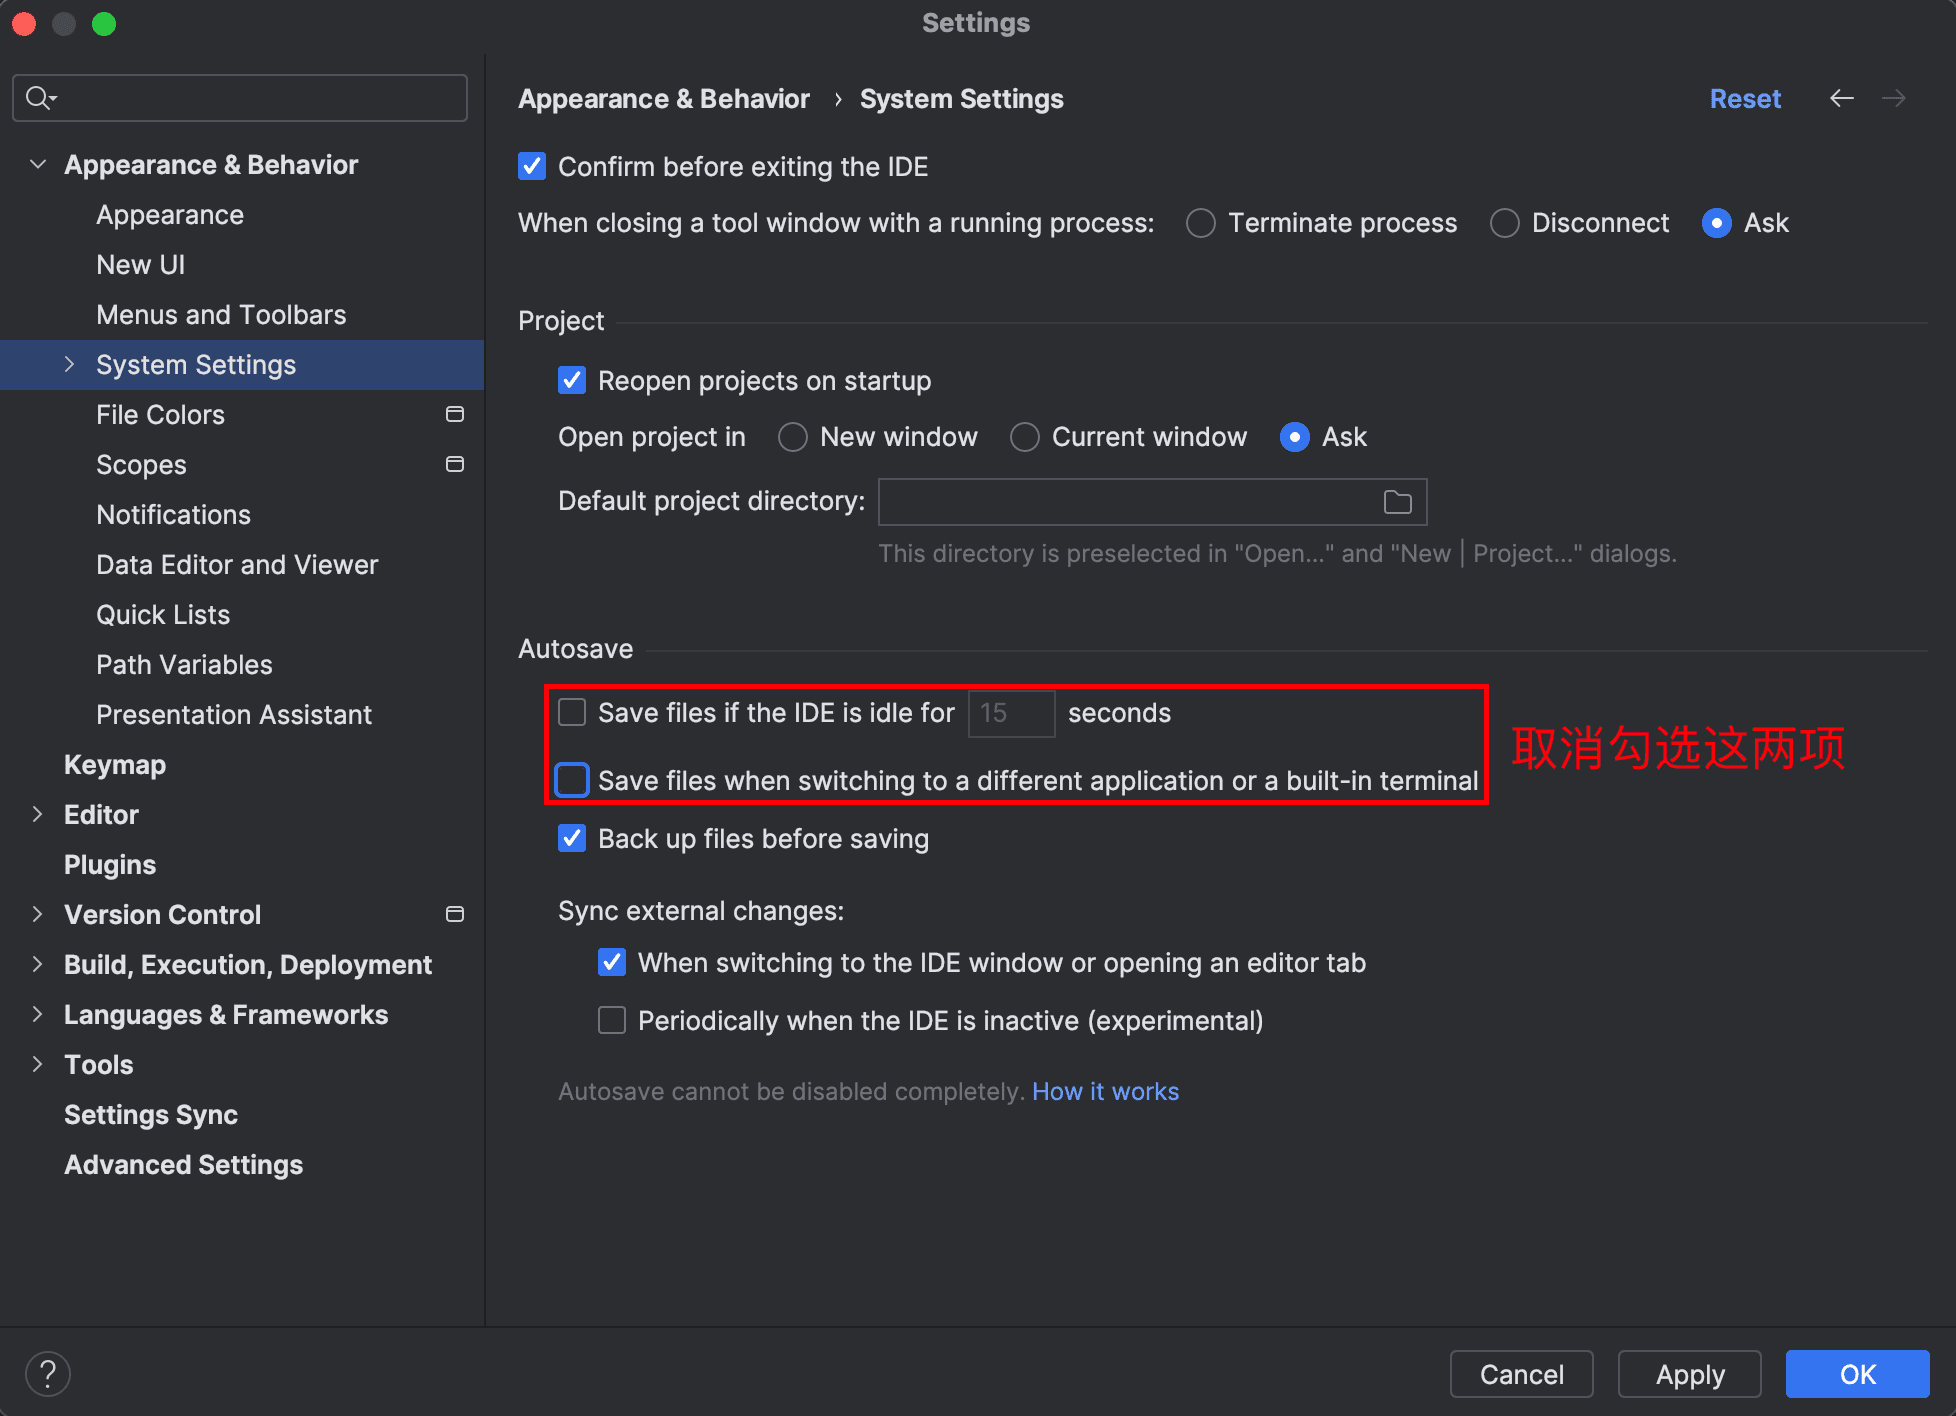 Settings
Appearance & Behavior
Appearance
New UI
Menus and Toolbars
System Settings
File Colors
Scopes
Notifications
Data Editor and Viewer
Quick Lists
Path Variables
Presentation Assistant
Keymap
Editor
Plugins
Version Control
Build, Execution, Deployment
Languages & Frameworks
Tools
Settings Sync
Advanced Settings
Appearance & Behavior › System Settings
Reset
Confirm before exiting the IDE
When closing a tool window with a running process: Terminate process Disconnect Ask
Project
Reopen projects on startup
Open project in New window Current window Ask
Default project directory:
This directory is preselected in "Open..." and "New | Project..." dialogs.
Autosave
Save files if the IDE is idle for 15 seconds
Save files when switching to a different application or a built-in terminal
取消勾选这两项
Back up files before saving
Sync external changes:
When switching to the IDE window or opening an editor tab
Periodically when the IDE is inactive (experimental)
Autosave cannot be disabled completely. How it works
?
Cancel
Apply
OK